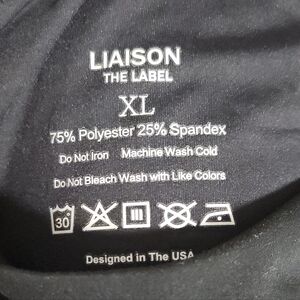 LIAISON
THE LABEL
XL
75% Polyester 25% Spandex
Do Not Iron Machine Wash Cold
Do Not Bleach Wash with Like Colors
30
Designed in The USA